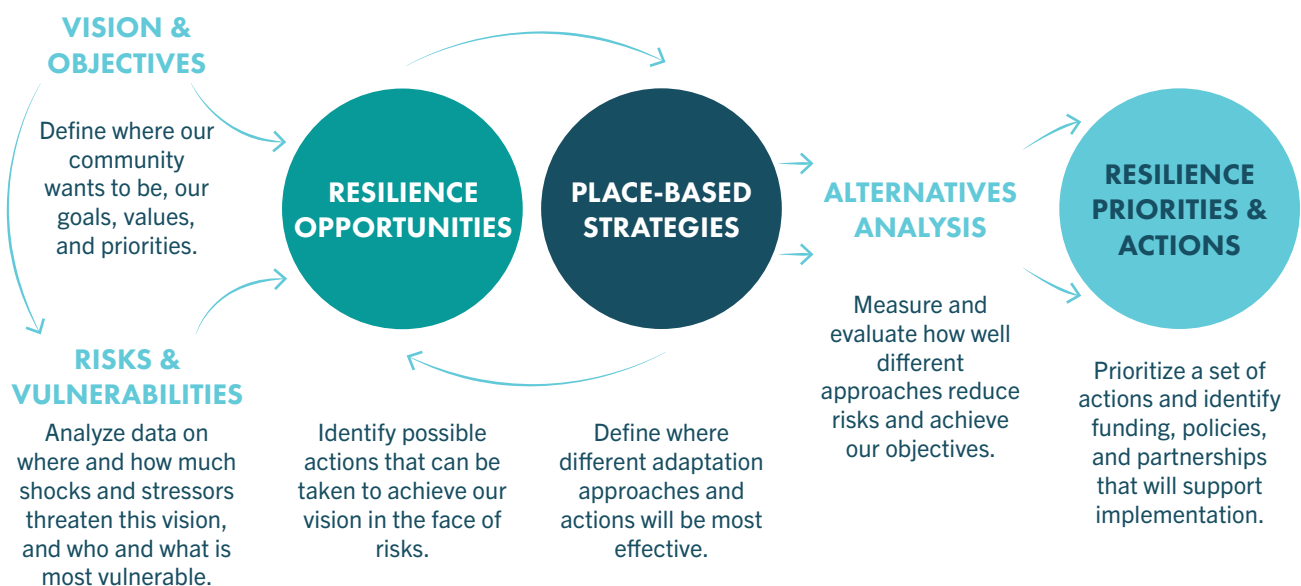 VISION &
OBJECTIVES
Define where our
community
wants to be, our
goals, values,
and priorities.
RISKS &
VULNERABILITIES
Analyze data on
where and how much
shocks and stressors
threaten this vision,
and who and what is
most vulnerable.
RESILIENCE
OPPORTUNITIES
Identify possible
actions that can be
taken to achieve our
vision in the face of
risks.
PLACE-BASED
STRATEGIES
Define where
different adaptation
approaches and
actions will be most
effective.
ALTERNATIVES
ANALYSIS
Measure and
evaluate how well
different
approaches reduce
risks and achieve
our objectives.
RESILIENCE
PRIORITIES &
ACTIONS
Prioritize a set of
actions and identify
funding, policies,
and partnerships
that will support
implementation.